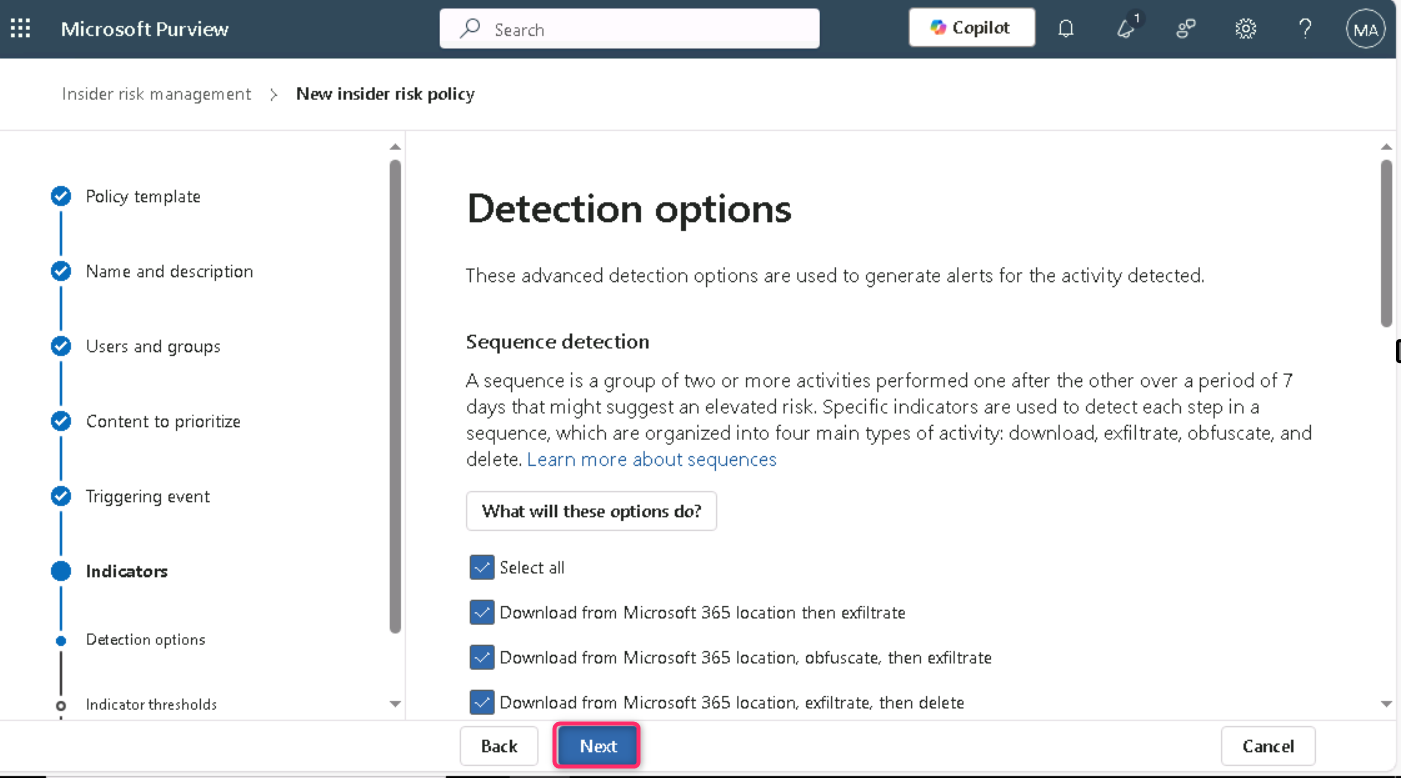 Microsoft Purview
Search
Copilot
1
?
MA
Insider risk management > New insider risk policy
Policy template
Name and description
Users and groups
Content to prioritize
Triggering event
Indicators
Detection options
Indicator thresholds
Detection options
These advanced detection options are used to generate alerts for the activity detected.
Sequence detection
A sequence is a group of two or more activities performed one after the other over a period of 7
days that might suggest an elevated risk. Specific indicators are used to detect each step in a
sequence, which are organized into four main types of activity: download, exfiltrate, obfuscate, and
delete. Learn more about sequences
What will these options do?
Select all
Download from Microsoft 365 location then exfiltrate
Download from Microsoft 365 location, obfuscate, then exfiltrate
Download from Microsoft 365 location, exfiltrate, then delete
Back
Next
Cancel